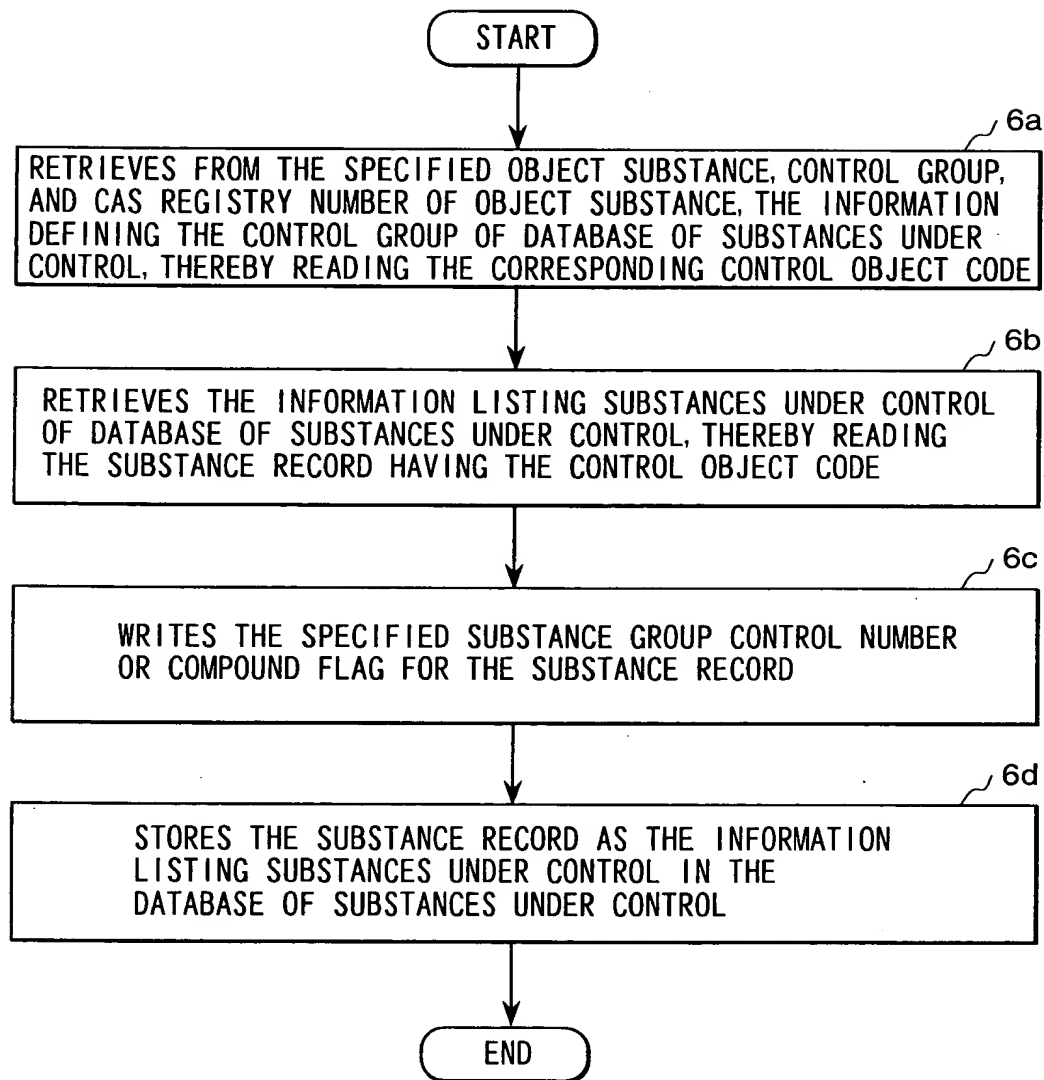 START
6a
RETRIEVES FROM THE SPECIFIED OBJECT SUBSTANCE, CONTROL GROUP,
AND CAS REGISTRY NUMBER OF OBJECT SUBSTANCE, THE INFORMATION
DEFINING THE CONTROL GROUP OF DATABASE OF SUBSTANCES UNDER
CONTROL, THEREBY READING THE CORRESPONDING CONTROL OBJECT CODE
6b
RETRIEVES THE INFORMATION LISTING SUBSTANCES UNDER CONTROL
OF DATABASE OF SUBSTANCES UNDER CONTROL, THEREBY READING
THE SUBSTANCE RECORD HAVING THE CONTROL OBJECT CODE
6c
WRITES THE SPECIFIED SUBSTANCE GROUP CONTROL NUMBER
OR COMPOUND FLAG FOR THE SUBSTANCE RECORD
6d
STORES THE SUBSTANCE RECORD AS THE INFORMATION
LISTING SUBSTANCES UNDER CONTROL IN THE
DATABASE OF SUBSTANCES UNDER CONTROL
END